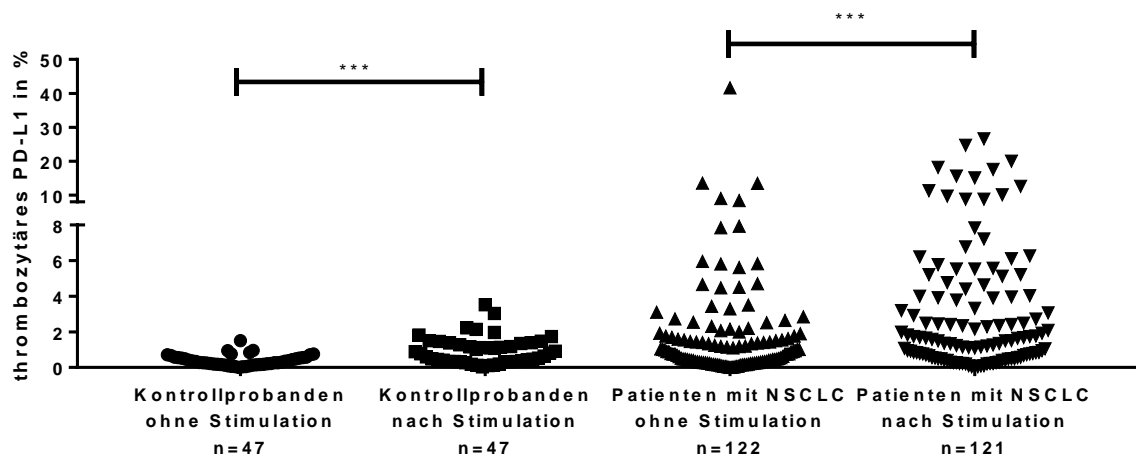 ***
***
thrombozytäres PD-L1 in %
50
40
30
20
10
8
6
4
2
0
Kontrollprobanden
ohne Stimulation
n=47
Kontrollprobanden
nach Stimulation
n=47
Patienten mit NSCLC
ohne Stimulation
n=122
Patienten mit NSCLC
nach Stimulation
n=121